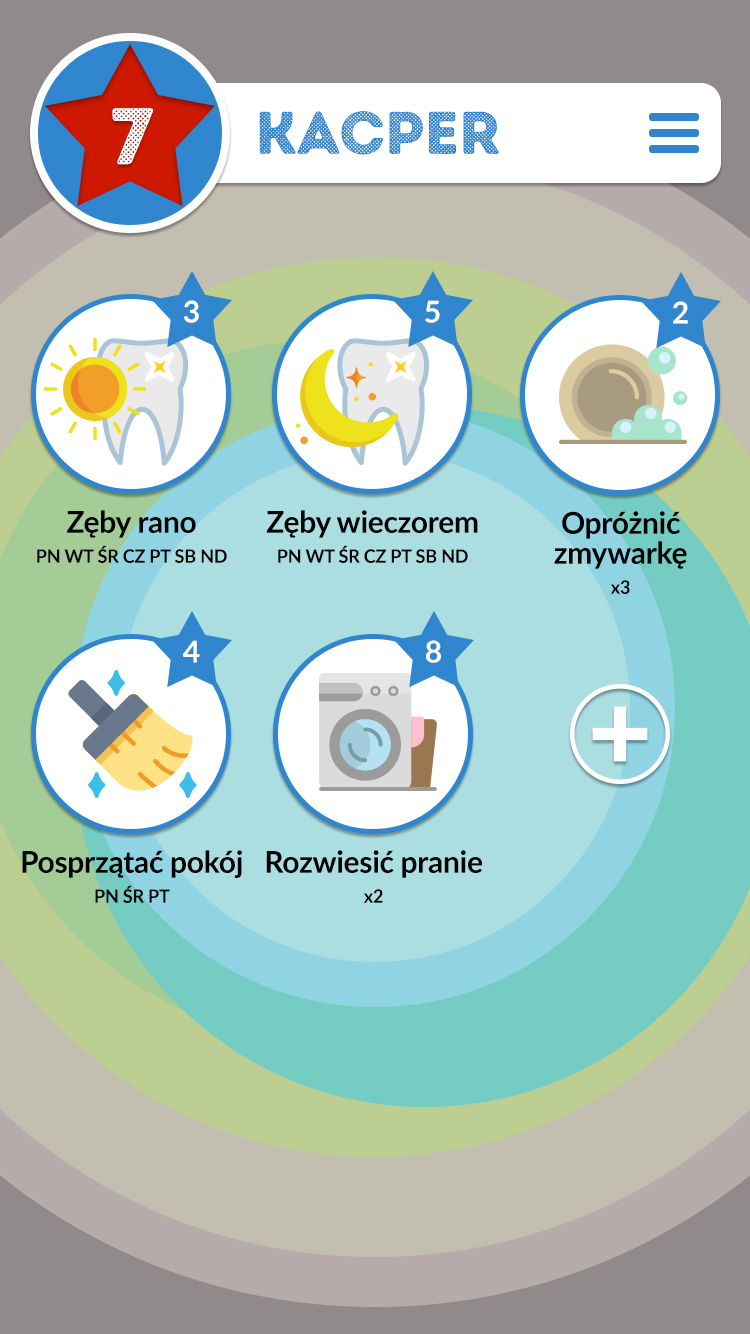 7
KACPER
3
5
2
Zęby rano
PN WT ŚR CZ PT SB ND
Zęby wieczorem
PN WT ŚR CZ PT SB ND
Opróżnić
zmywarkę
x3
4
8
Posprzątać pokój
PN ŚR PT
Rozwiesić pranie
x2